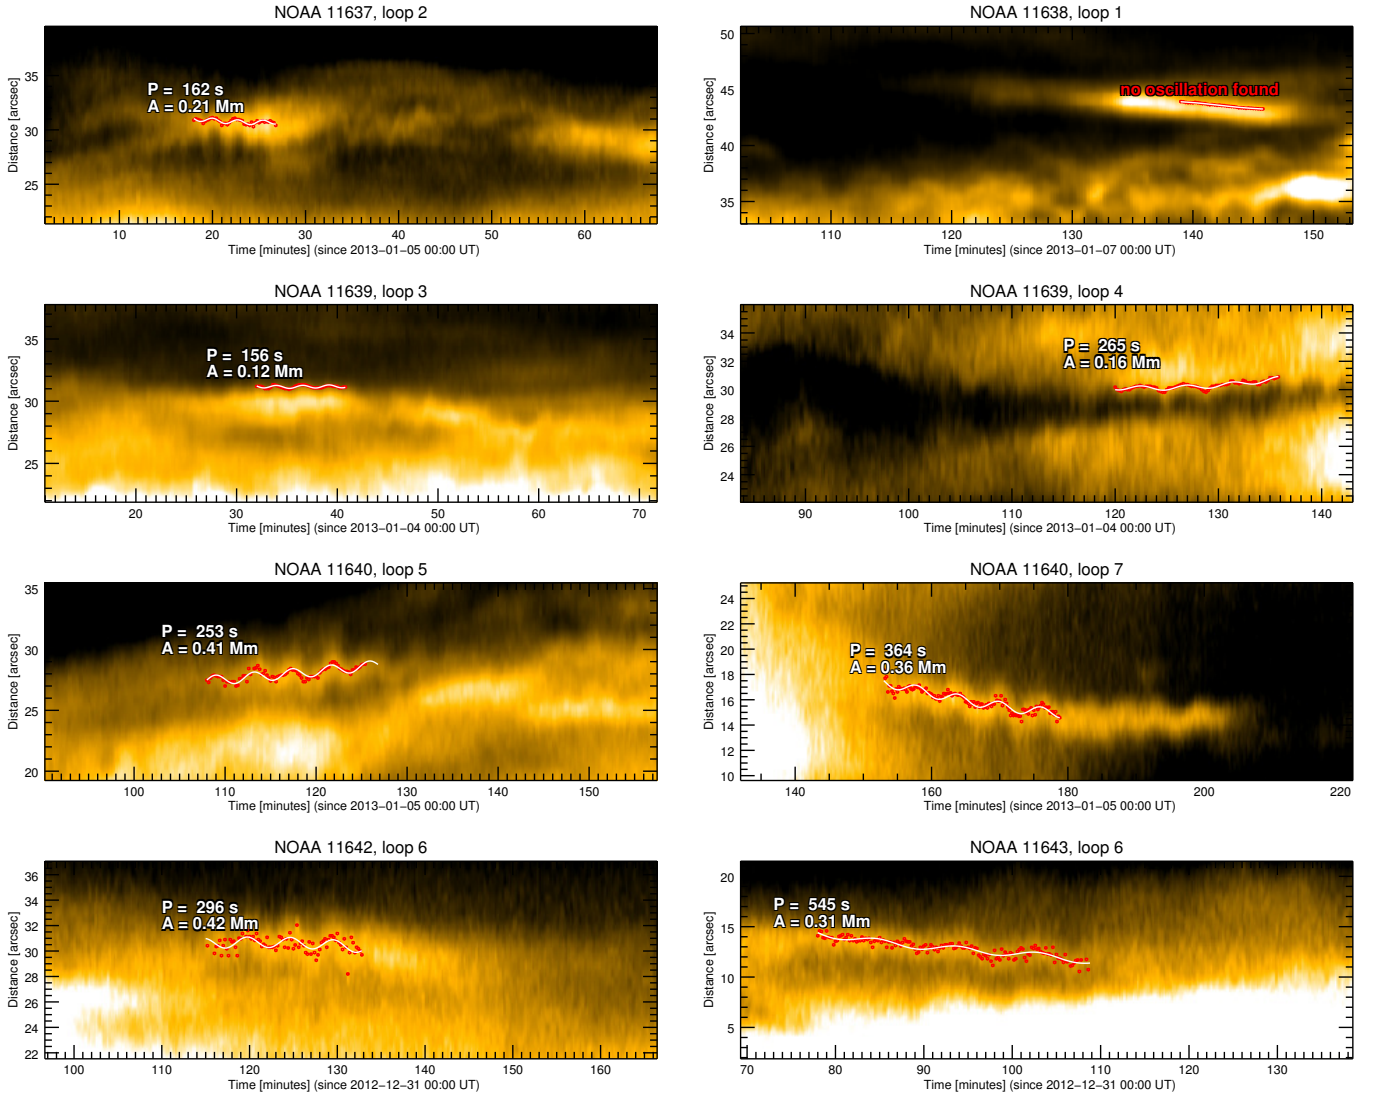 NOAA 11637, loop 2
Distance [arcsec]
35
30
25
P = 162 s
A = 0.21 Mm
10 20 30 40 50 60
Time [minutes] (since 2013−01−05 00:00 UT)
NOAA 11638, loop 1
Distance [arcsec]
50
45
40
35
no oscillation found
110 120 130 140 150
Time [minutes] (since 2013−01−07 00:00 UT)
NOAA 11639, loop 3
Distance [arcsec]
35
30
25
P = 156 s
A = 0.12 Mm
20 30 40 50 60 70
Time [minutes] (since 2013−01−04 00:00 UT)
NOAA 11639, loop 4
Distance [arcsec]
34
32
30
28
26
24
P = 265 s
A = 0.16 Mm
90 100 110 120 130 140
Time [minutes] (since 2013−01−04 00:00 UT)
NOAA 11640, loop 5
Distance [arcsec]
35
30
25
20
P = 253 s
A = 0.41 Mm
100 110 120 130 140 150
Time [minutes] (since 2013−01−05 00:00 UT)
NOAA 11640, loop 7
Distance [arcsec]
24
22
20
18
16
14
12
10
P = 364 s
A = 0.36 Mm
140 160 180 200 220
Time [minutes] (since 2013−01−05 00:00 UT)
NOAA 11642, loop 6
Distance [arcsec]
36
34
32
30
28
26
24
22
P = 296 s
A = 0.42 Mm
100 110 120 130 140 150 160
Time [minutes] (since 2012−12−31 00:00 UT)
NOAA 11643, loop 6
Distance [arcsec]
20
15
10
5
P = 545 s
A = 0.31 Mm
70 80 90 100 110 120 130
Time [minutes] (since 2012−12−31 00:00 UT)